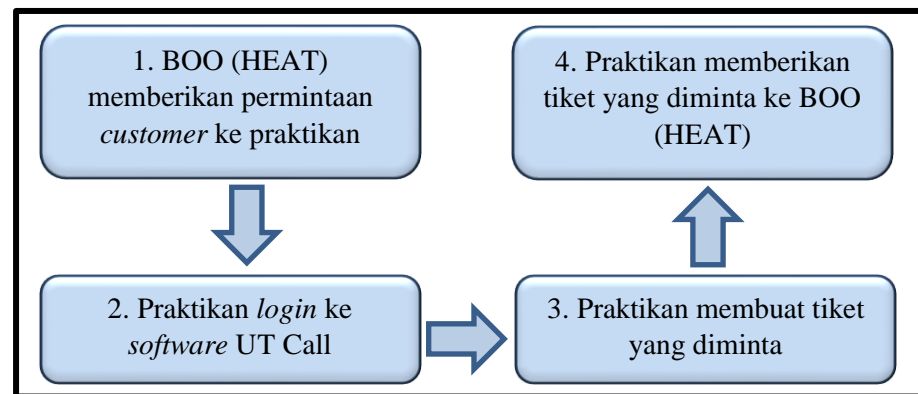 1. BOO (HEAT)
memberikan permintaan
customer ke praktikan
2. Praktikan login ke
software UT Call
3. Praktikan membuat tiket
yang diminta
4. Praktikan memberikan
tiket yang diminta ke BOO
(HEAT)